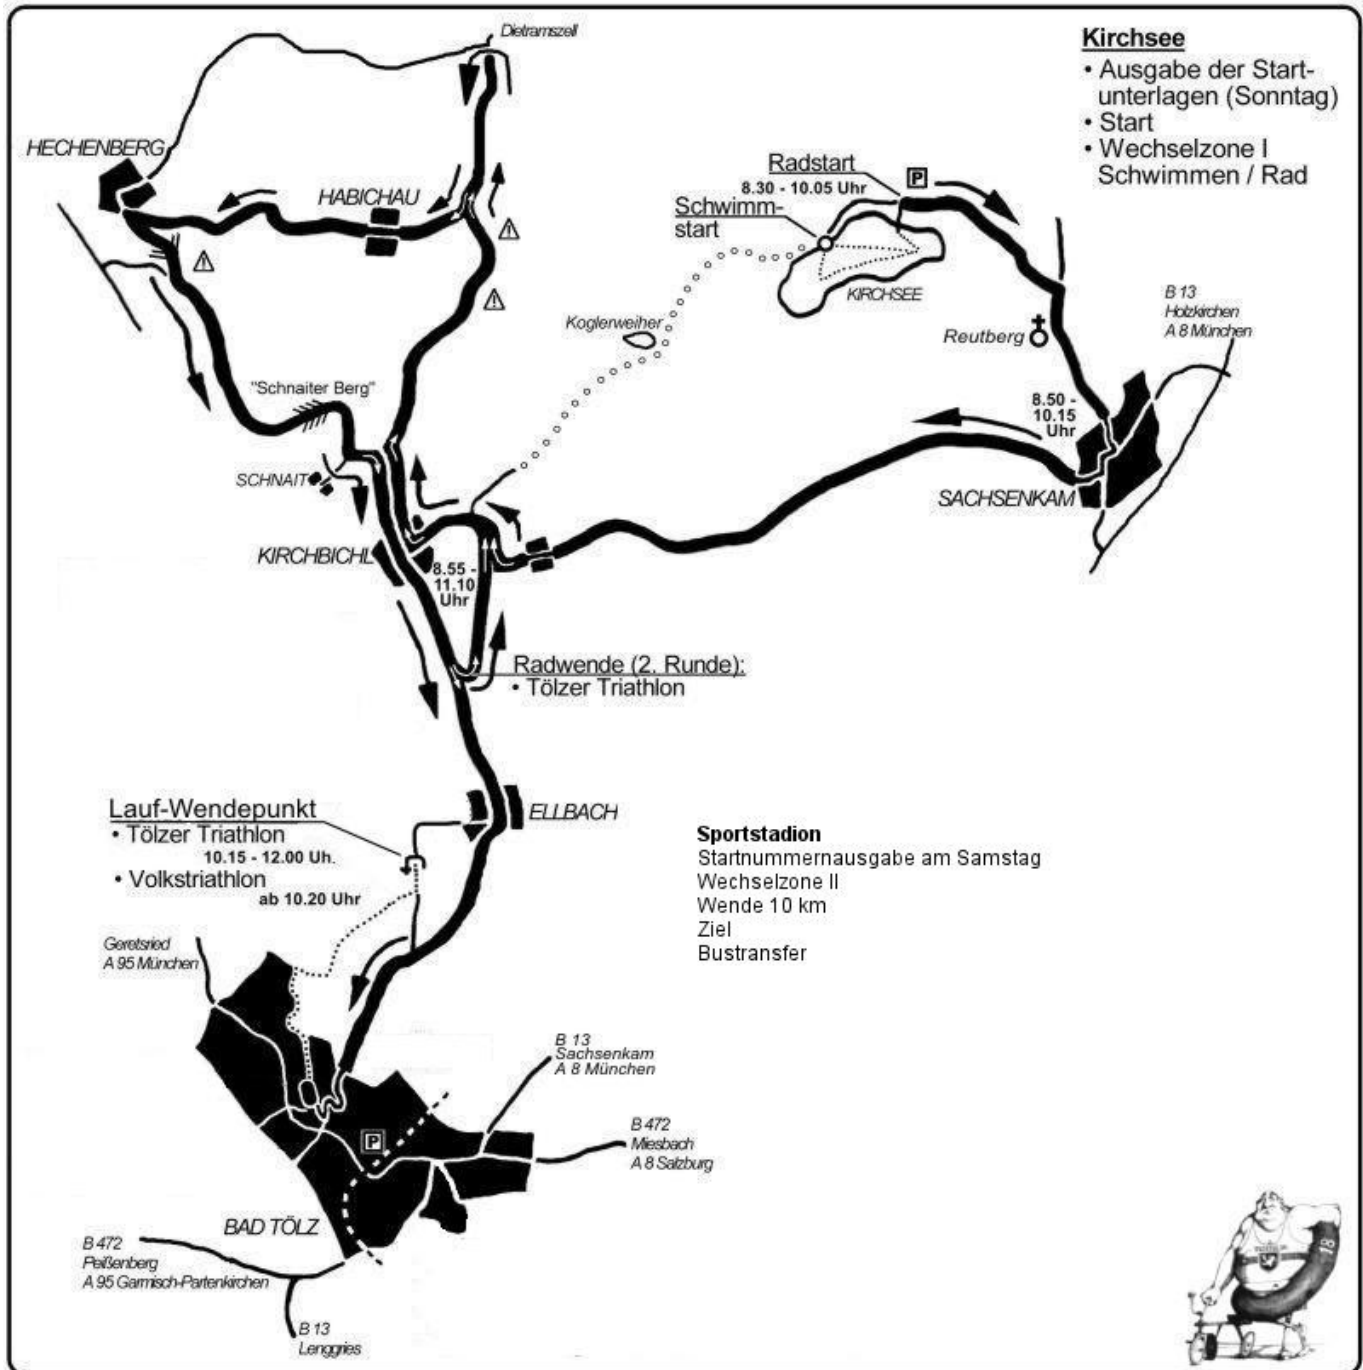 Dietramszell
Kirchsee
• Ausgabe der Start-
unterlagen (Sonntag)
• Start
• Wechselzone I
Schwimmen / Rad
HECHENBERG
HABICHAU
Radstart
P
8.30 - 10.05 Uhr
Schwimm-
start
KIRCHSEE
B 13
Holzkirchen
A 8 München
Koglerweiher
Reutberg
"Schnaiter Berg"
8.50 -
10.15
Uhr
SCHNAIT
SACHSENKAM
KIRCHBICHL
8.55 -
11.10
Uhr
Radwende (2. Runde):
• Tölzer Triathlon
Lauf-Wendepunkt
• Tölzer Triathlon
10.15 - 12.00 Uh.
• Volkstriathlon
ab 10.20 Uhr
ELLBACH
Sportstadion
Startnummernausgabe am Samstag
Wechselzone II
Wende 10 km
Ziel
Bustransfer
Geretsried
A 95 München
B 13
Sachsenkam
A 8 München
P
B 472
Miesbach
A 8 Salzburg
BAD TÖLZ
B 472
Peißenberg
A 95 Garmisch-Partenkirchen
B 13
Lenggries
18